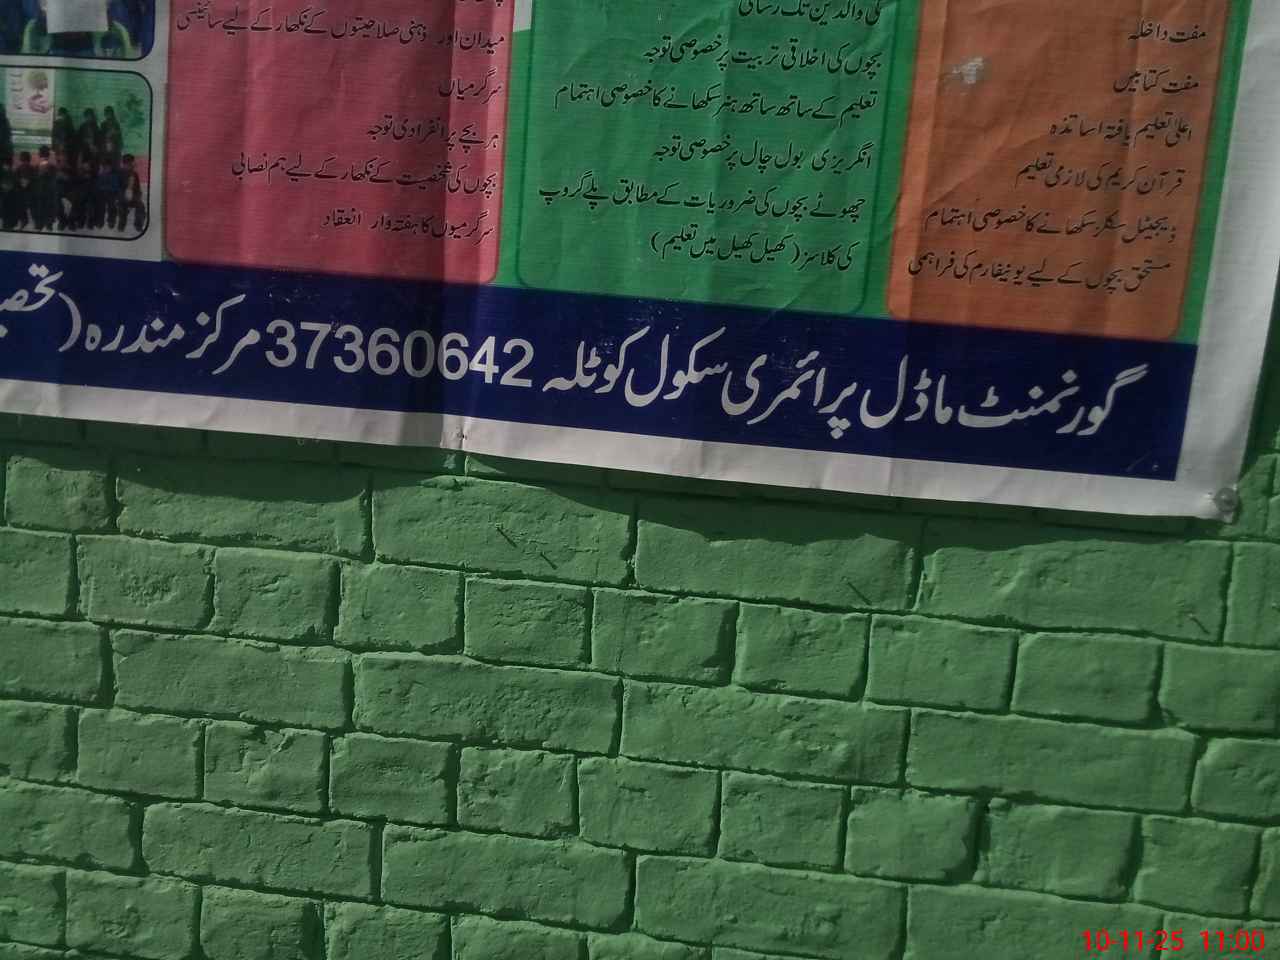 مفت داخلہ
مفت کتابیں
اعلیٰ تعلیم یافتہ اساتذہ
قرآن کریم کی لازمی تعلیم
ڈیجیٹل سکلز سکھانے کا خصوصی اہتمام
مستحق بچوں کے لیے یونیفارم کی فراہمی
کی والدین تک رسائی
بچوں کی اخلاقی تربیت پر خصوصی توجہ
تعلیم کے ساتھ ساتھ ہنر سکھانے کا خصوصی اہتمام
انگریزی بول چال پر خصوصی توجہ
چھوٹے بچوں کی ضروریات کے مطابق پلے گروپ
کی کلاسز (کھیل کھیل میں تعلیم)
میدان اور ذہنی صلاحیتوں کے نکھار کے لیے سائنسی
سرگرمیاں
ہر بچے پر انفرادی توجہ
بچوں کی شخصیت کے نکھار کے لیے ہم نصابی
سرگرمیوں کا ہفتہ وار انعقاد
گورنمنٹ ماڈل پرائمری سکول کوٹلہ 37360642 مرکز مندرہ (
10-11-25 11:00